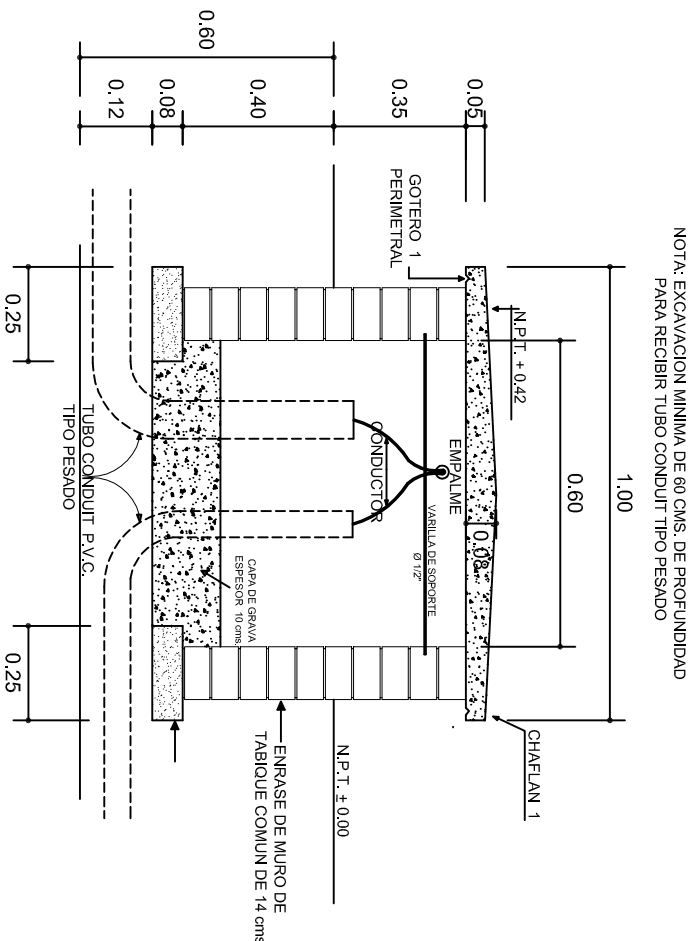 NOTA: EXCAVACION MINIMA DE 60 CMS. DE PROFUNDIDAD
PARA RECIBIR TUBO CONDUIT TIPO PESADO
1.00
0.60
N.P.T. + 0.42
CHAFLAN 1
0.08
0.05
GOTERO 1
PERIMETRAL
EMPALME
VARILLA DE SOPORTE
Ø 1/2"
CONDUCTOR
0.35
N.P.T. ± 0.00
0.60
0.40
ENRASE DE MURO DE
TABIQUE COMUN DE 14 cms
CAPA DE GRAVA
ESPESOR 10 cms.
0.08
0.12
TUBO CONDUIT P.V.C.
TIPO PESADO
0.25
0.25